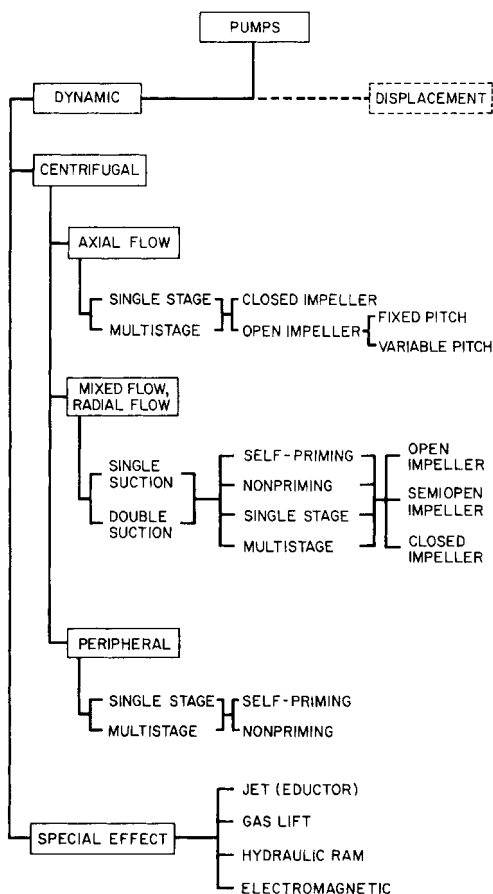 PUMPS
DYNAMIC
DISPLACEMENT
CENTRIFUGAL
AXIAL FLOW
SINGLE STAGE
MULTISTAGE
CLOSED IMPELLER
OPEN IMPELLER
FIXED PITCH
VARIABLE PITCH
MIXED FLOW,
RADIAL FLOW
SINGLE
SUCTION
DOUBLE
SUCTION
SELF-PRIMING
NONPRIMING
SINGLE STAGE
MULTISTAGE
OPEN
IMPELLER
SEMIOPEN
IMPELLER
CLOSED
IMPELLER
PERIPHERAL
SINGLE STAGE
MULTISTAGE
SELF-PRIMING
NONPRIMING
SPECIAL EFFECT
JET (EDUCTOR)
GAS LIFT
HYDRAULIC RAM
ELECTROMAGNETIC